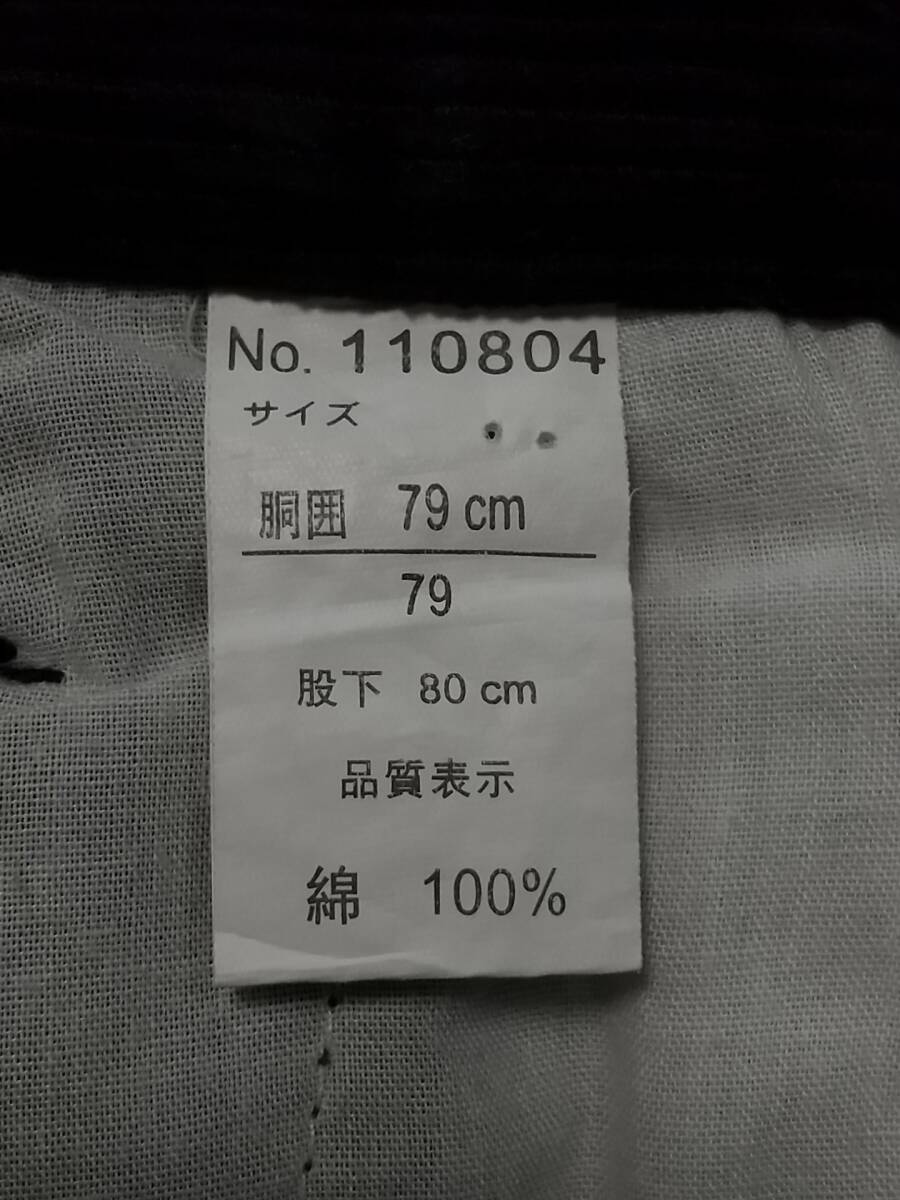 No. 110804
サイズ
胴囲 79 cm
79
股下 80 cm
品質表示
綿 100%